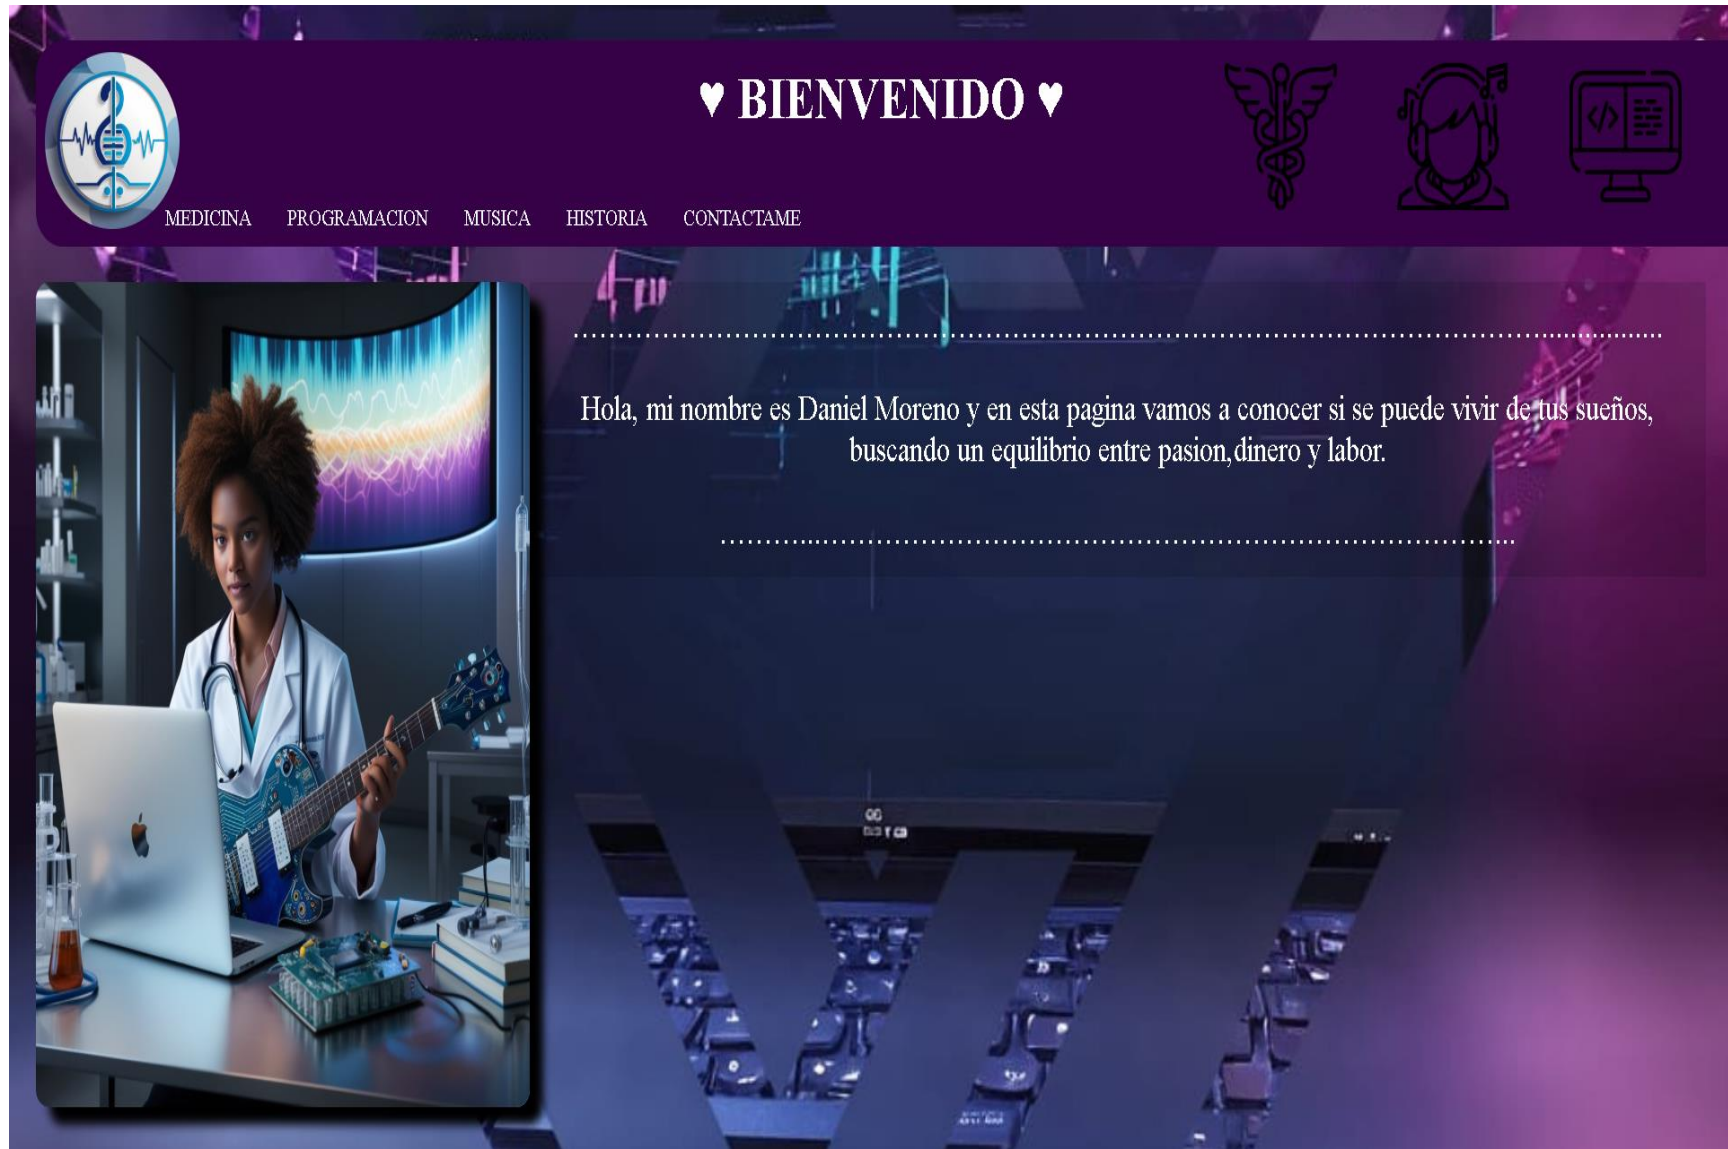 ♥ BIENVENIDO ♥
MEDICINA PROGRAMACION MUSICA HISTORIA CONTACTAME
Hola, mi nombre es Daniel Moreno y en esta pagina vamos a conocer si se puede vivir de tus sueños,
buscando un equilibrio entre pasion,dinero y labor.